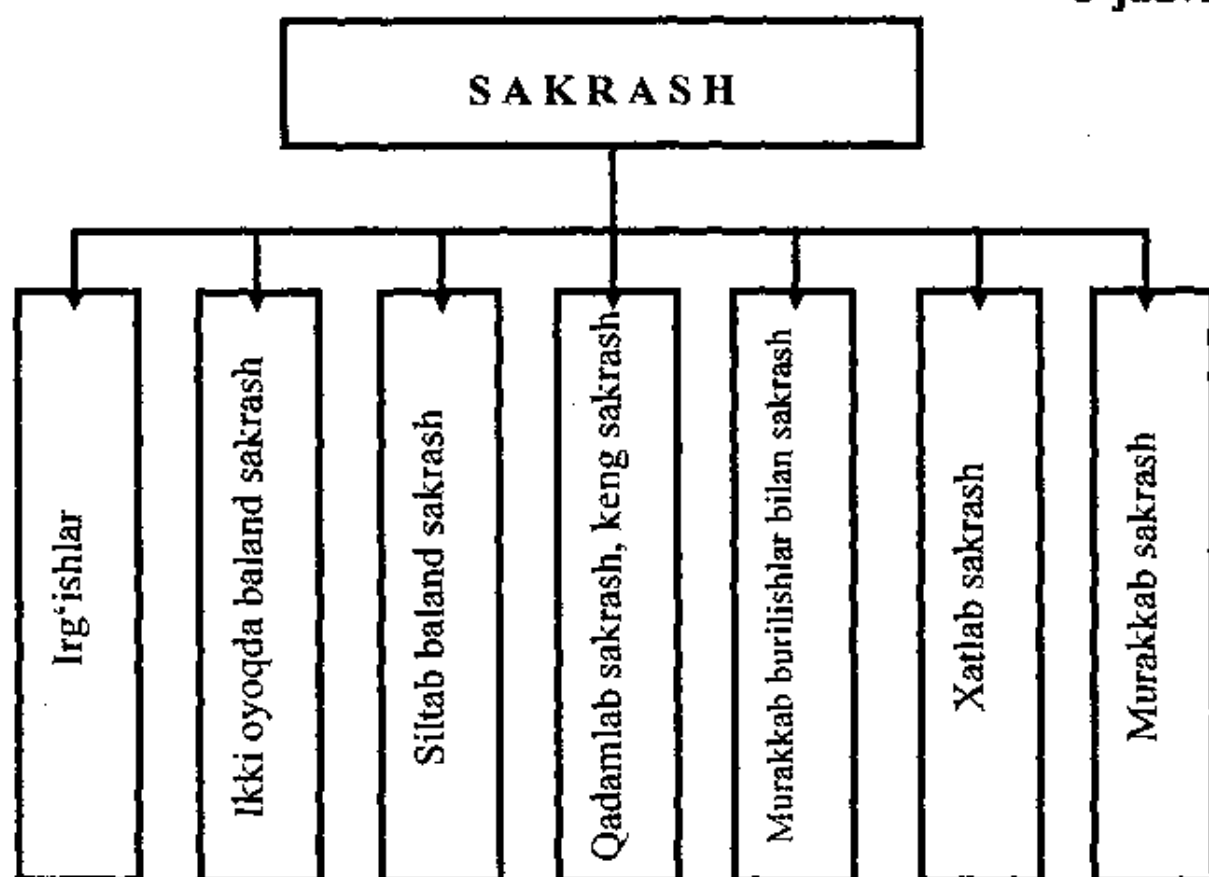 S A K R A S H
Irg‘ishlar
Ikki oyoqda baland sakrash
Siltab baland sakrash
Qadamlab sakrash, keng sakrash
Murakkab burilishlar bilan sakrash
Xatlab sakrash
Murakkab sakrash